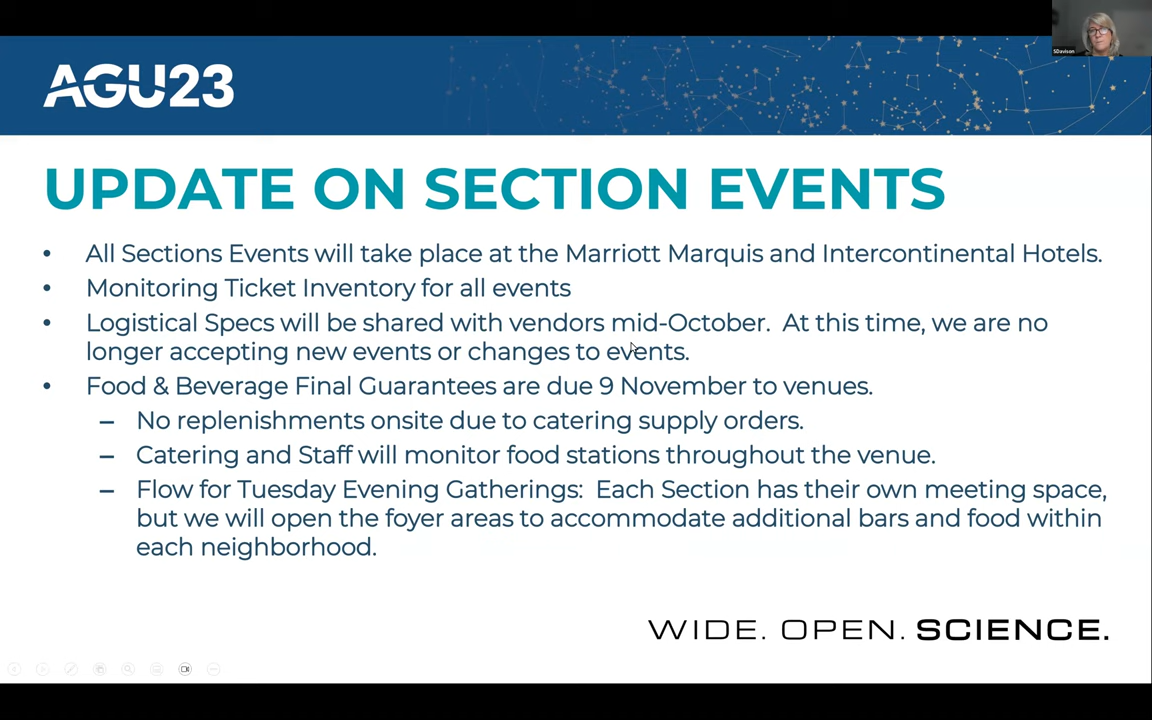 SDavison
AGU23
UPDATE ON SECTION EVENTS
• All Sections Events will take place at the Marriott Marquis and Intercontinental Hotels.
• Monitoring Ticket Inventory for all events
• Logistical Specs will be shared with vendors mid-October.  At this time, we are no
longer accepting new events or changes to events.
• Food & Beverage Final Guarantees are due 9 November to venues.
– No replenishments onsite due to catering supply orders.
– Catering and Staff will monitor food stations throughout the venue.
– Flow for Tuesday Evening Gatherings:  Each Section has their own meeting space,
but we will open the foyer areas to accommodate additional bars and food within
each neighborhood.
WIDE. OPEN. SCIENCE.